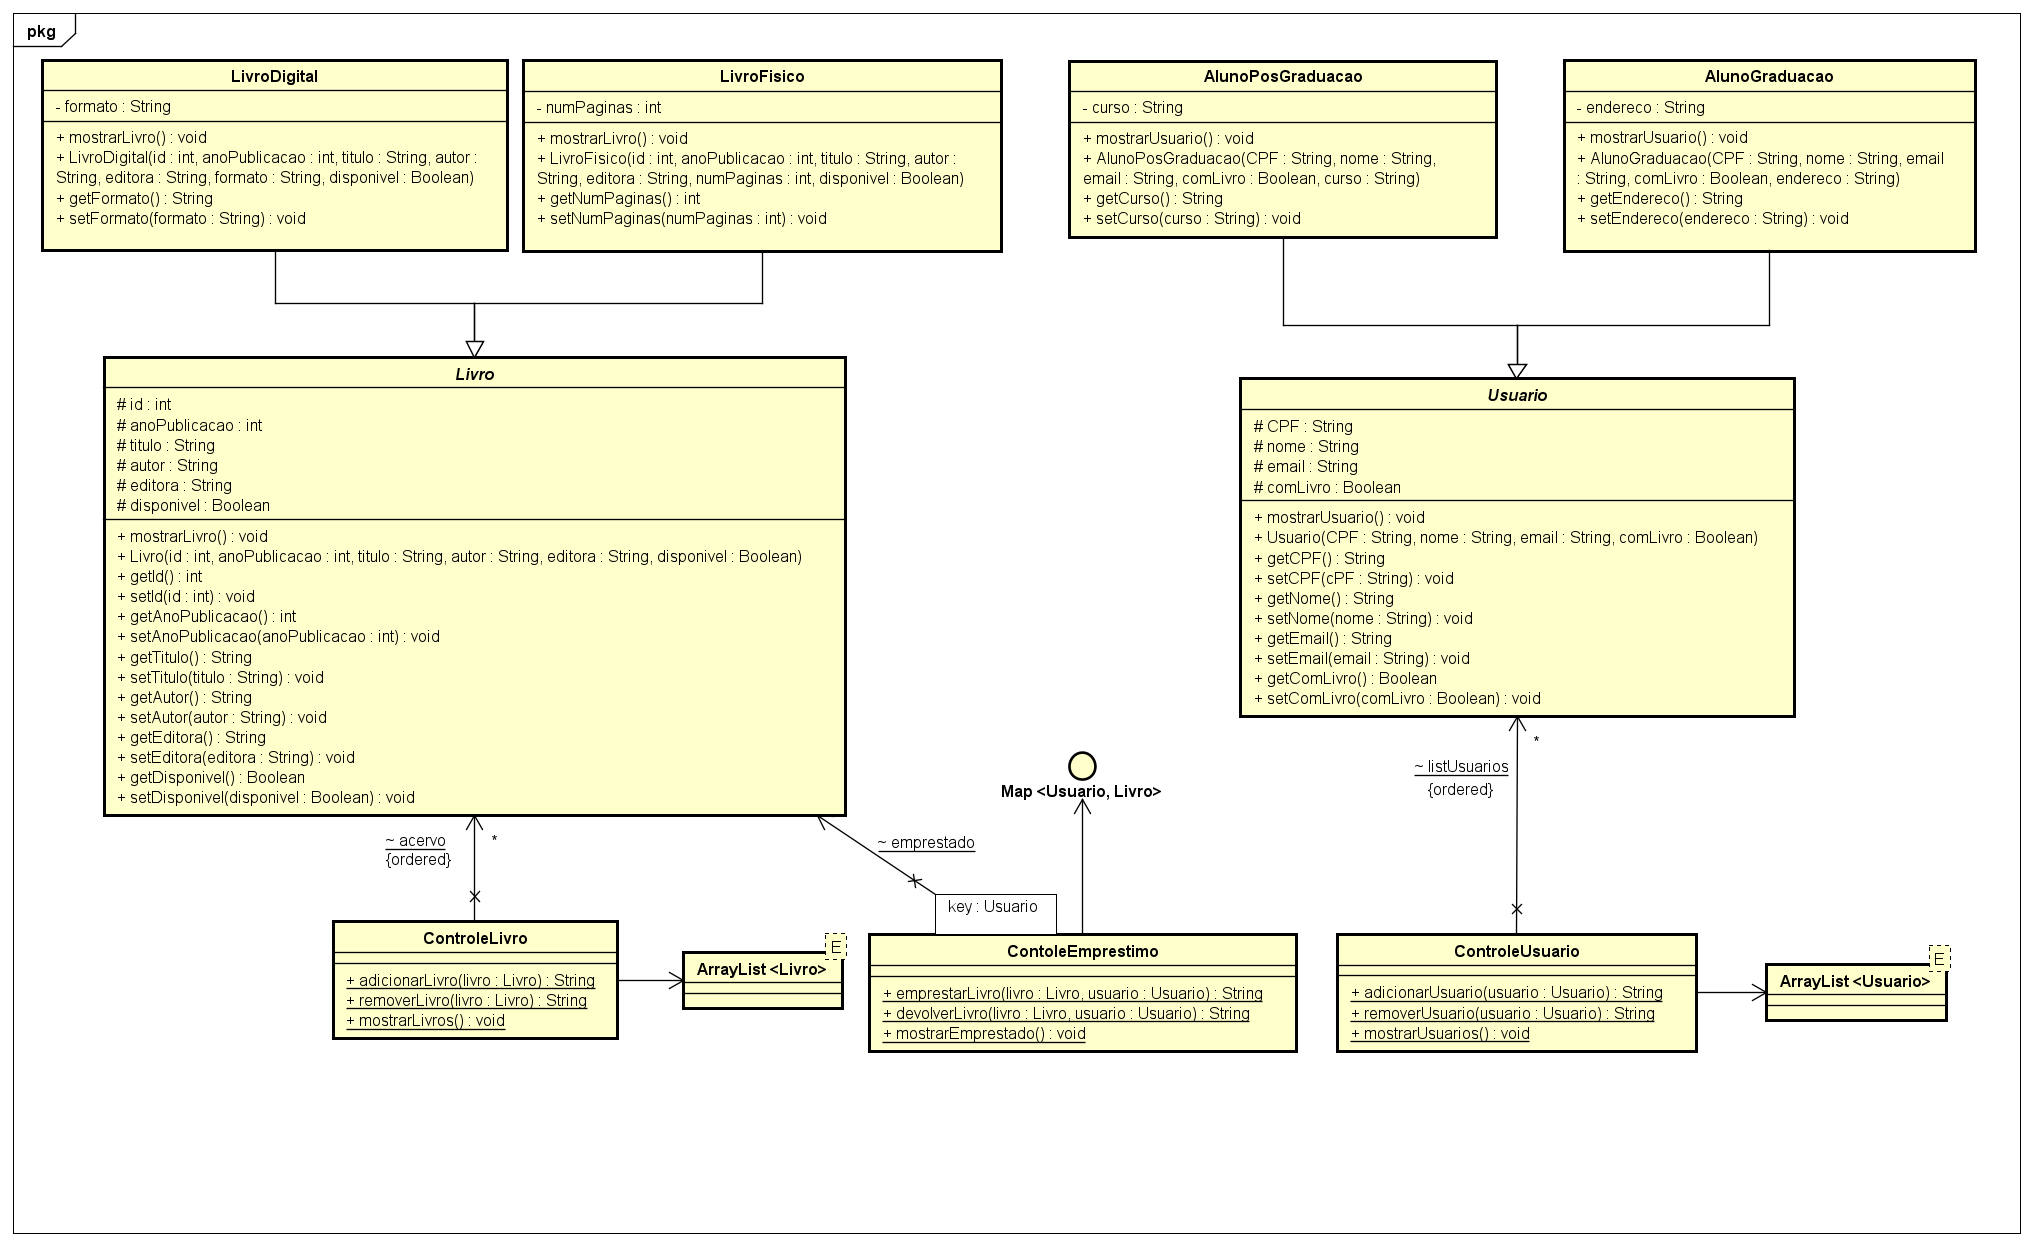 pkg
LivroDigital
- formato : String
+ mostrarLivro() : void
+ LivroDigital(id : int, anoPublicacao : int, titulo : String, autor :
String, editora : String, formato : String, disponivel : Boolean)
+ getFormato() : String
+ setFormato(formato : String) : void
LivroFisico
- numPaginas : int
+ mostrarLivro() : void
+ LivroFisico(id : int, anoPublicacao : int, titulo : String, autor :
String, editora : String, numPaginas : int, disponivel : Boolean)
+ getNumPaginas() : int
+ setNumPaginas(numPaginas : int) : void
AlunoPosGraduacao
- curso : String
+ mostrarUsuario() : void
+ AlunoPosGraduacao(CPF : String, nome : String,
email : String, comLivro : Boolean, curso : String)
+ getCurso() : String
+ setCurso(curso : String) : void
AlunoGraduacao
- endereco : String
+ mostrarUsuario() : void
+ AlunoGraduacao(CPF : String, nome : String, email
: String, comLivro : Boolean, endereco : String)
+ getEndereco() : String
+ setEndereco(endereco : String) : void
Livro
# id : int
# anoPublicacao : int
# titulo : String
# autor : String
# editora : String
# disponivel : Boolean
+ mostrarLivro() : void
+ Livro(id : int, anoPublicacao : int, titulo : String, autor : String, editora : String, disponivel : Boolean)
+ getId() : int
+ setId(id : int) : void
+ getAnoPublicacao() : int
+ setAnoPublicacao(anoPublicacao : int) : void
+ getTitulo() : String
+ setTitulo(titulo : String) : void
+ getAutor() : String
+ setAutor(autor : String) : void
+ getEditora() : String
+ setEditora(editora : String) : void
+ getDisponivel() : Boolean
+ setDisponivel(disponivel : Boolean) : void
Usuario
# CPF : String
# nome : String
# email : String
# comLivro : Boolean
+ mostrarUsuario() : void
+ Usuario(CPF : String, nome : String, email : String, comLivro : Boolean)
+ getCPF() : String
+ setCPF(cPF : String) : void
+ getNome() : String
+ setNome(nome : String) : void
+ getEmail() : String
+ setEmail(email : String) : void
+ getComLivro() : Boolean
+ setComLivro(comLivro : Boolean) : void
~ acervo
{ordered}
*
~ emprestado
Map <Usuario, Livro>
~ listUsuarios
{ordered}
*
key : Usuario
ControleLivro
+ adicionarLivro(livro : Livro) : String
+ removerLivro(livro : Livro) : String
+ mostrarLivros() : void
E
ArrayList <Livro>
ContoleEmprestimo
+ emprestarLivro(livro : Livro, usuario : Usuario) : String
+ devolverLivro(livro : Livro, usuario : Usuario) : String
+ mostrarEmprestado() : void
ControleUsuario
+ adicionarUsuario(usuario : Usuario) : String
+ removerUsuario(usuario : Usuario) : String
+ mostrarUsuarios() : void
E
ArrayList <Usuario>